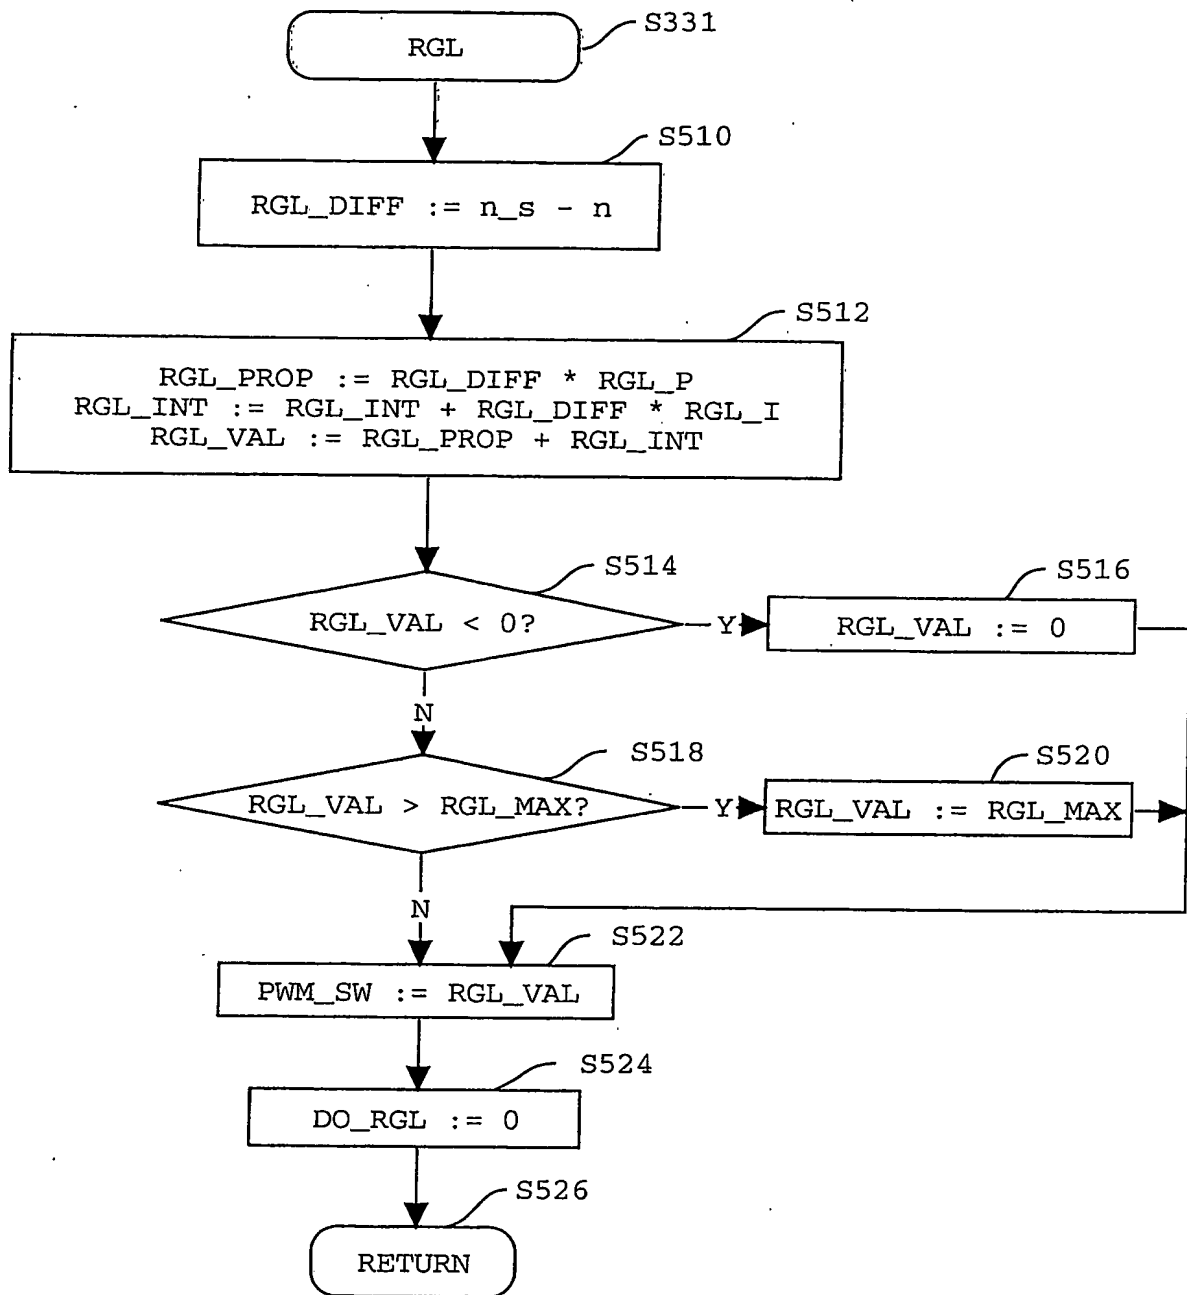 RGL
S331
S510
RGL_DIFF := n_s - n
S512
RGL_PROP := RGL_DIFF * RGL_P
RGL_INT := RGL_INT + RGL_DIFF * RGL_I
RGL_VAL := RGL_PROP + RGL_INT
S514
RGL_VAL < 0?
Y
S516
RGL_VAL := 0
N
S518
RGL_VAL > RGL_MAX?
Y
S520
RGL_VAL := RGL_MAX
N
S522
PWM_SW := RGL_VAL
S524
DO_RGL := 0
S526
RETURN